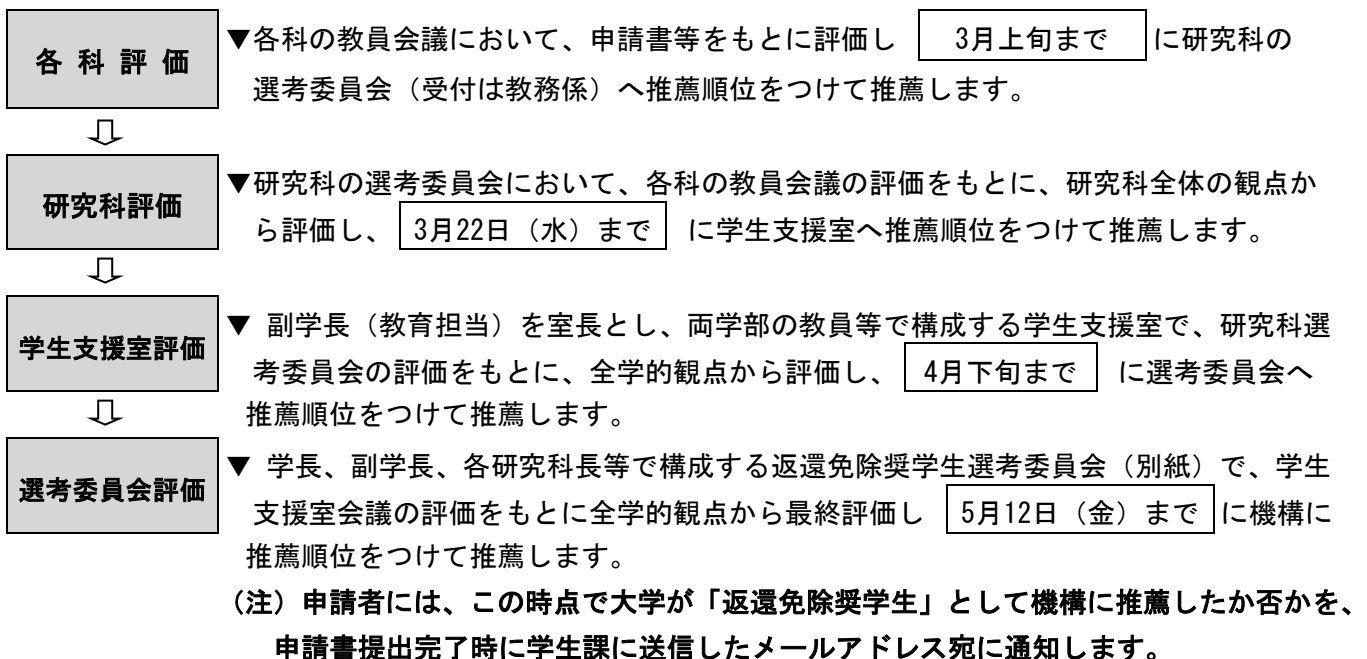 各 科 評 価
▼各科の教員会議において、申請書等をもとに評価し 3月上旬まで に研究科の
選考委員会（受付は教務係）へ推薦順位をつけて推薦します。
⇩
研究科評価
▼研究科の選考委員会において、各科の教員会議の評価をもとに、研究科全体の観点か
ら評価し、 3月22日（水）まで に学生支援室へ推薦順位をつけて推薦します。
⇩
学生支援室評価
▼ 副学長（教育担当）を室長とし、両学部の教員等で構成する学生支援室で、研究科選
考委員会の評価をもとに、全学的観点から評価し、 4月下旬まで に選考委員会へ
推薦順位をつけて推薦します。
⇩
選考委員会評価
▼ 学長、副学長、各研究科長等で構成する返還免除奨学生選考委員会（別紙）で、学生
支援室会議の評価をもとに全学的観点から最終評価し 5月12日（金）まで に機構に
推薦順位をつけて推薦します。
（注）申請者には、この時点で大学が「返還免除奨学生」として機構に推薦したか否かを、
申請書提出完了時に学生課に送信したメールアドレス宛に通知します。